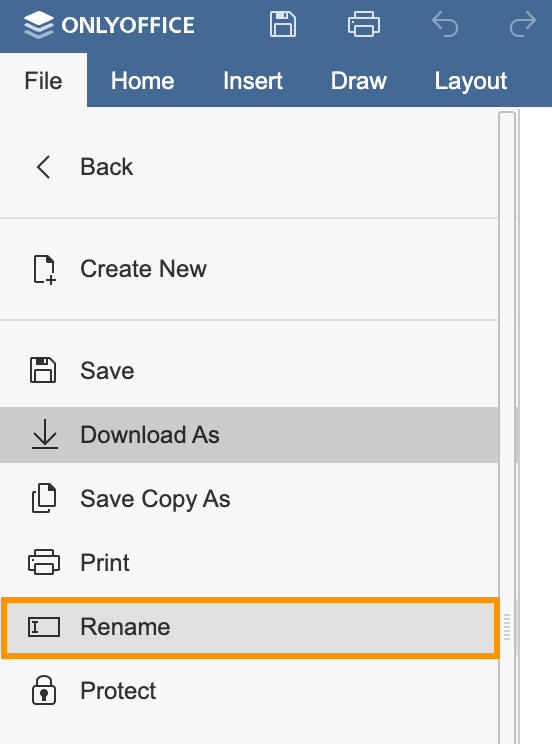 ONLYOFFICE
File Home Insert Draw Layout
Back
Create New
Save
Download As
Save Copy As
Print
Rename
Protect